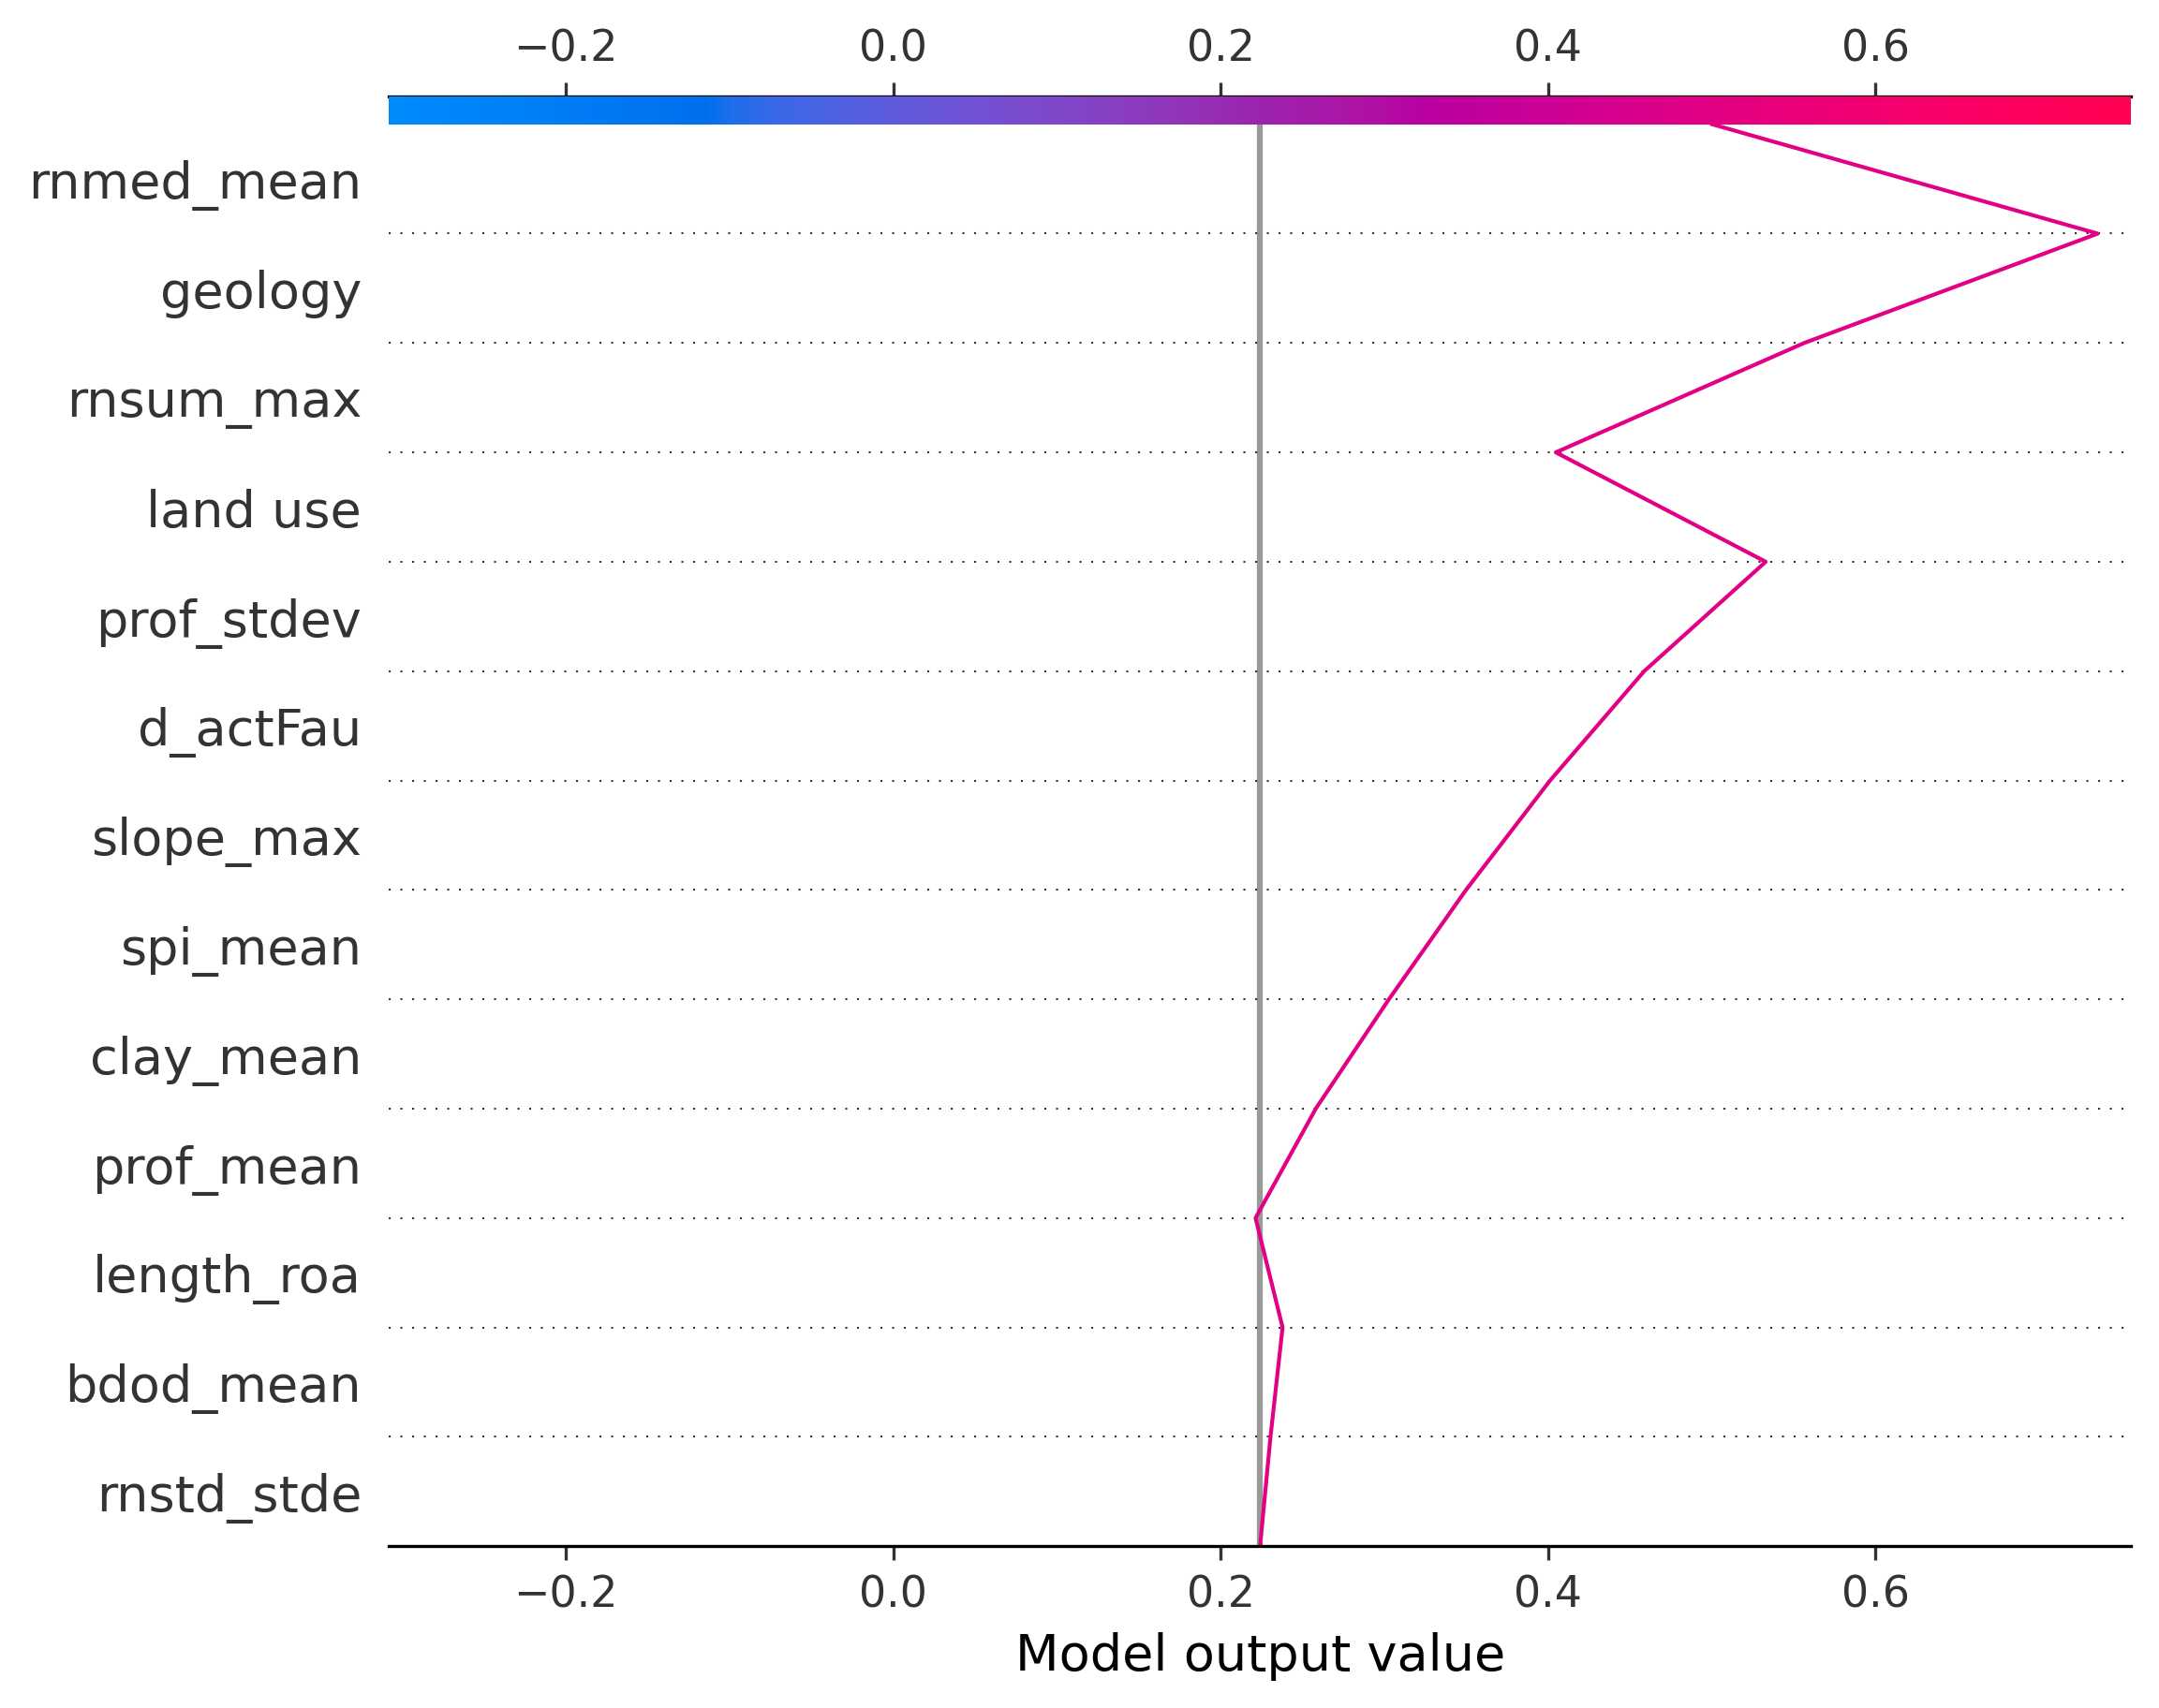 −0.2 0.0 0.2 0.4 0.6
rnmed_mean
geology
rnsum_max
land use
prof_stdev
d_actFau
slope_max
spi_mean
clay_mean
prof_mean
length_roa
bdod_mean
rnstd_stde
−0.2 0.0 0.2 0.4 0.6
Model output value